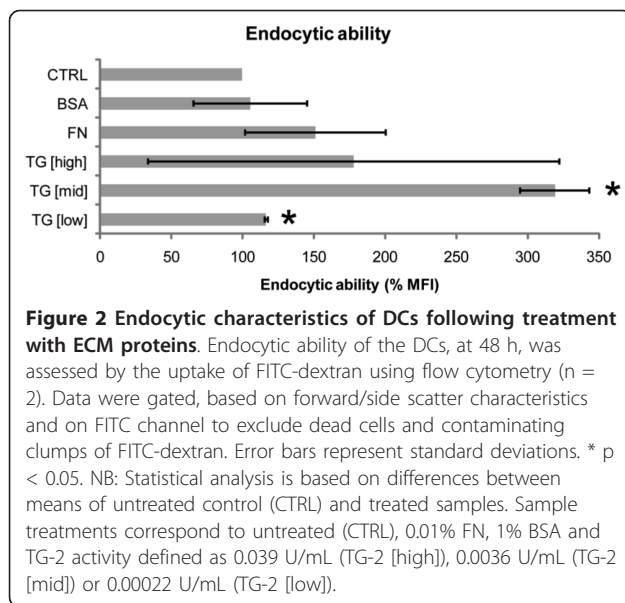 Endocytic ability
CTRL
BSA
FN
TG [high]
TG [mid]
*
TG [low]
*
0 50 100 150 200 250 300 350
Endocytic ability (% MFI)
Figure 2 Endocytic characteristics of DCs following treatment
with ECM proteins. Endocytic ability of the DCs, at 48 h, was
assessed by the uptake of FITC-dextran using flow cytometry (n =
2). Data were gated, based on forward/side scatter characteristics
and on FITC channel to exclude dead cells and contaminating
clumps of FITC-dextran. Error bars represent standard deviations. * p
< 0.05. NB: Statistical analysis is based on differences between
means of untreated control (CTRL) and treated samples. Sample
treatments correspond to untreated (CTRL), 0.01% FN, 1% BSA and
TG-2 activity defined as 0.039 U/mL (TG-2 [high]), 0.0036 U/mL (TG-2
[mid]) or 0.00022 U/mL (TG-2 [low]).